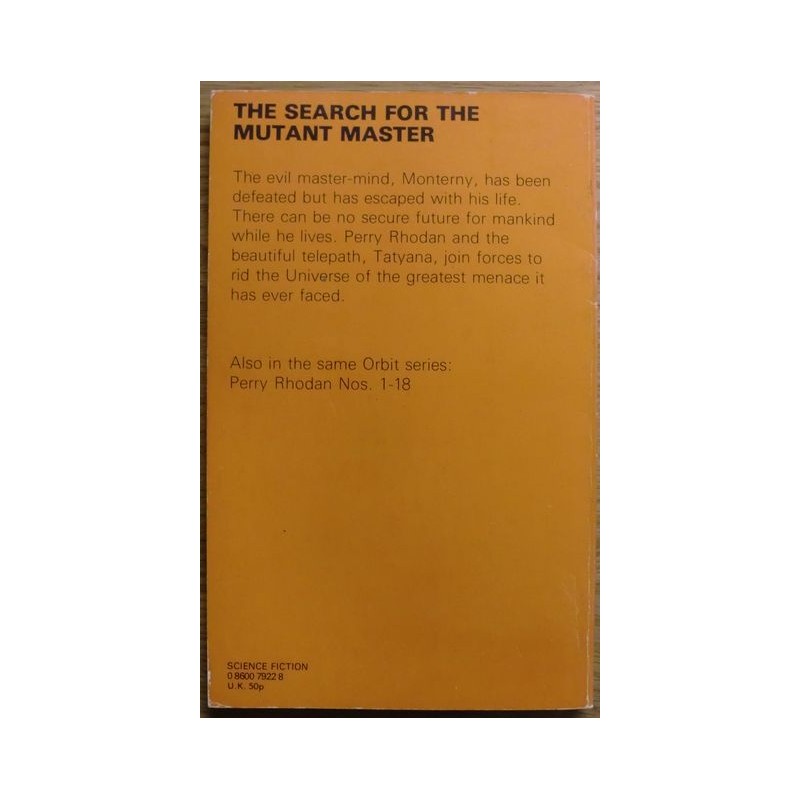 THE SEARCH FOR THE
MUTANT MASTER
The evil master-mind, Monterny, has been
defeated but has escaped with his life.
There can be no secure future for mankind
while he lives. Perry Rhodan and the
beautiful telepath, Tatyana, join forces to
rid the Universe of the greatest menace it
has ever faced.
Also in the same Orbit series:
Perry Rhodan Nos. 1-18
SCIENCE FICTION
0 8600 7922 8
U.K. 50p